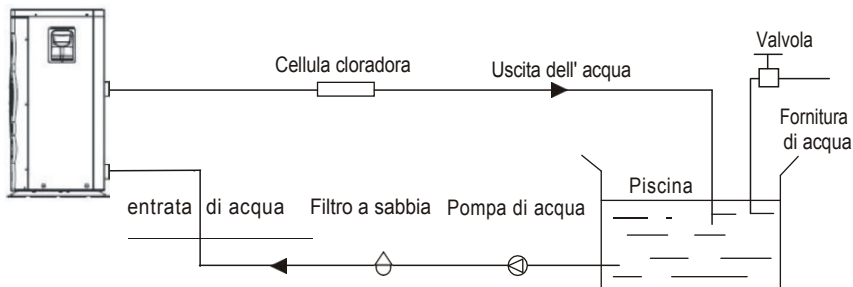 Valvola
Cellula cloradora
Uscita dell' acqua
Fornitura
di acqua
Piscina
entrata di acqua
Filtro a sabbia
Pompa di acqua